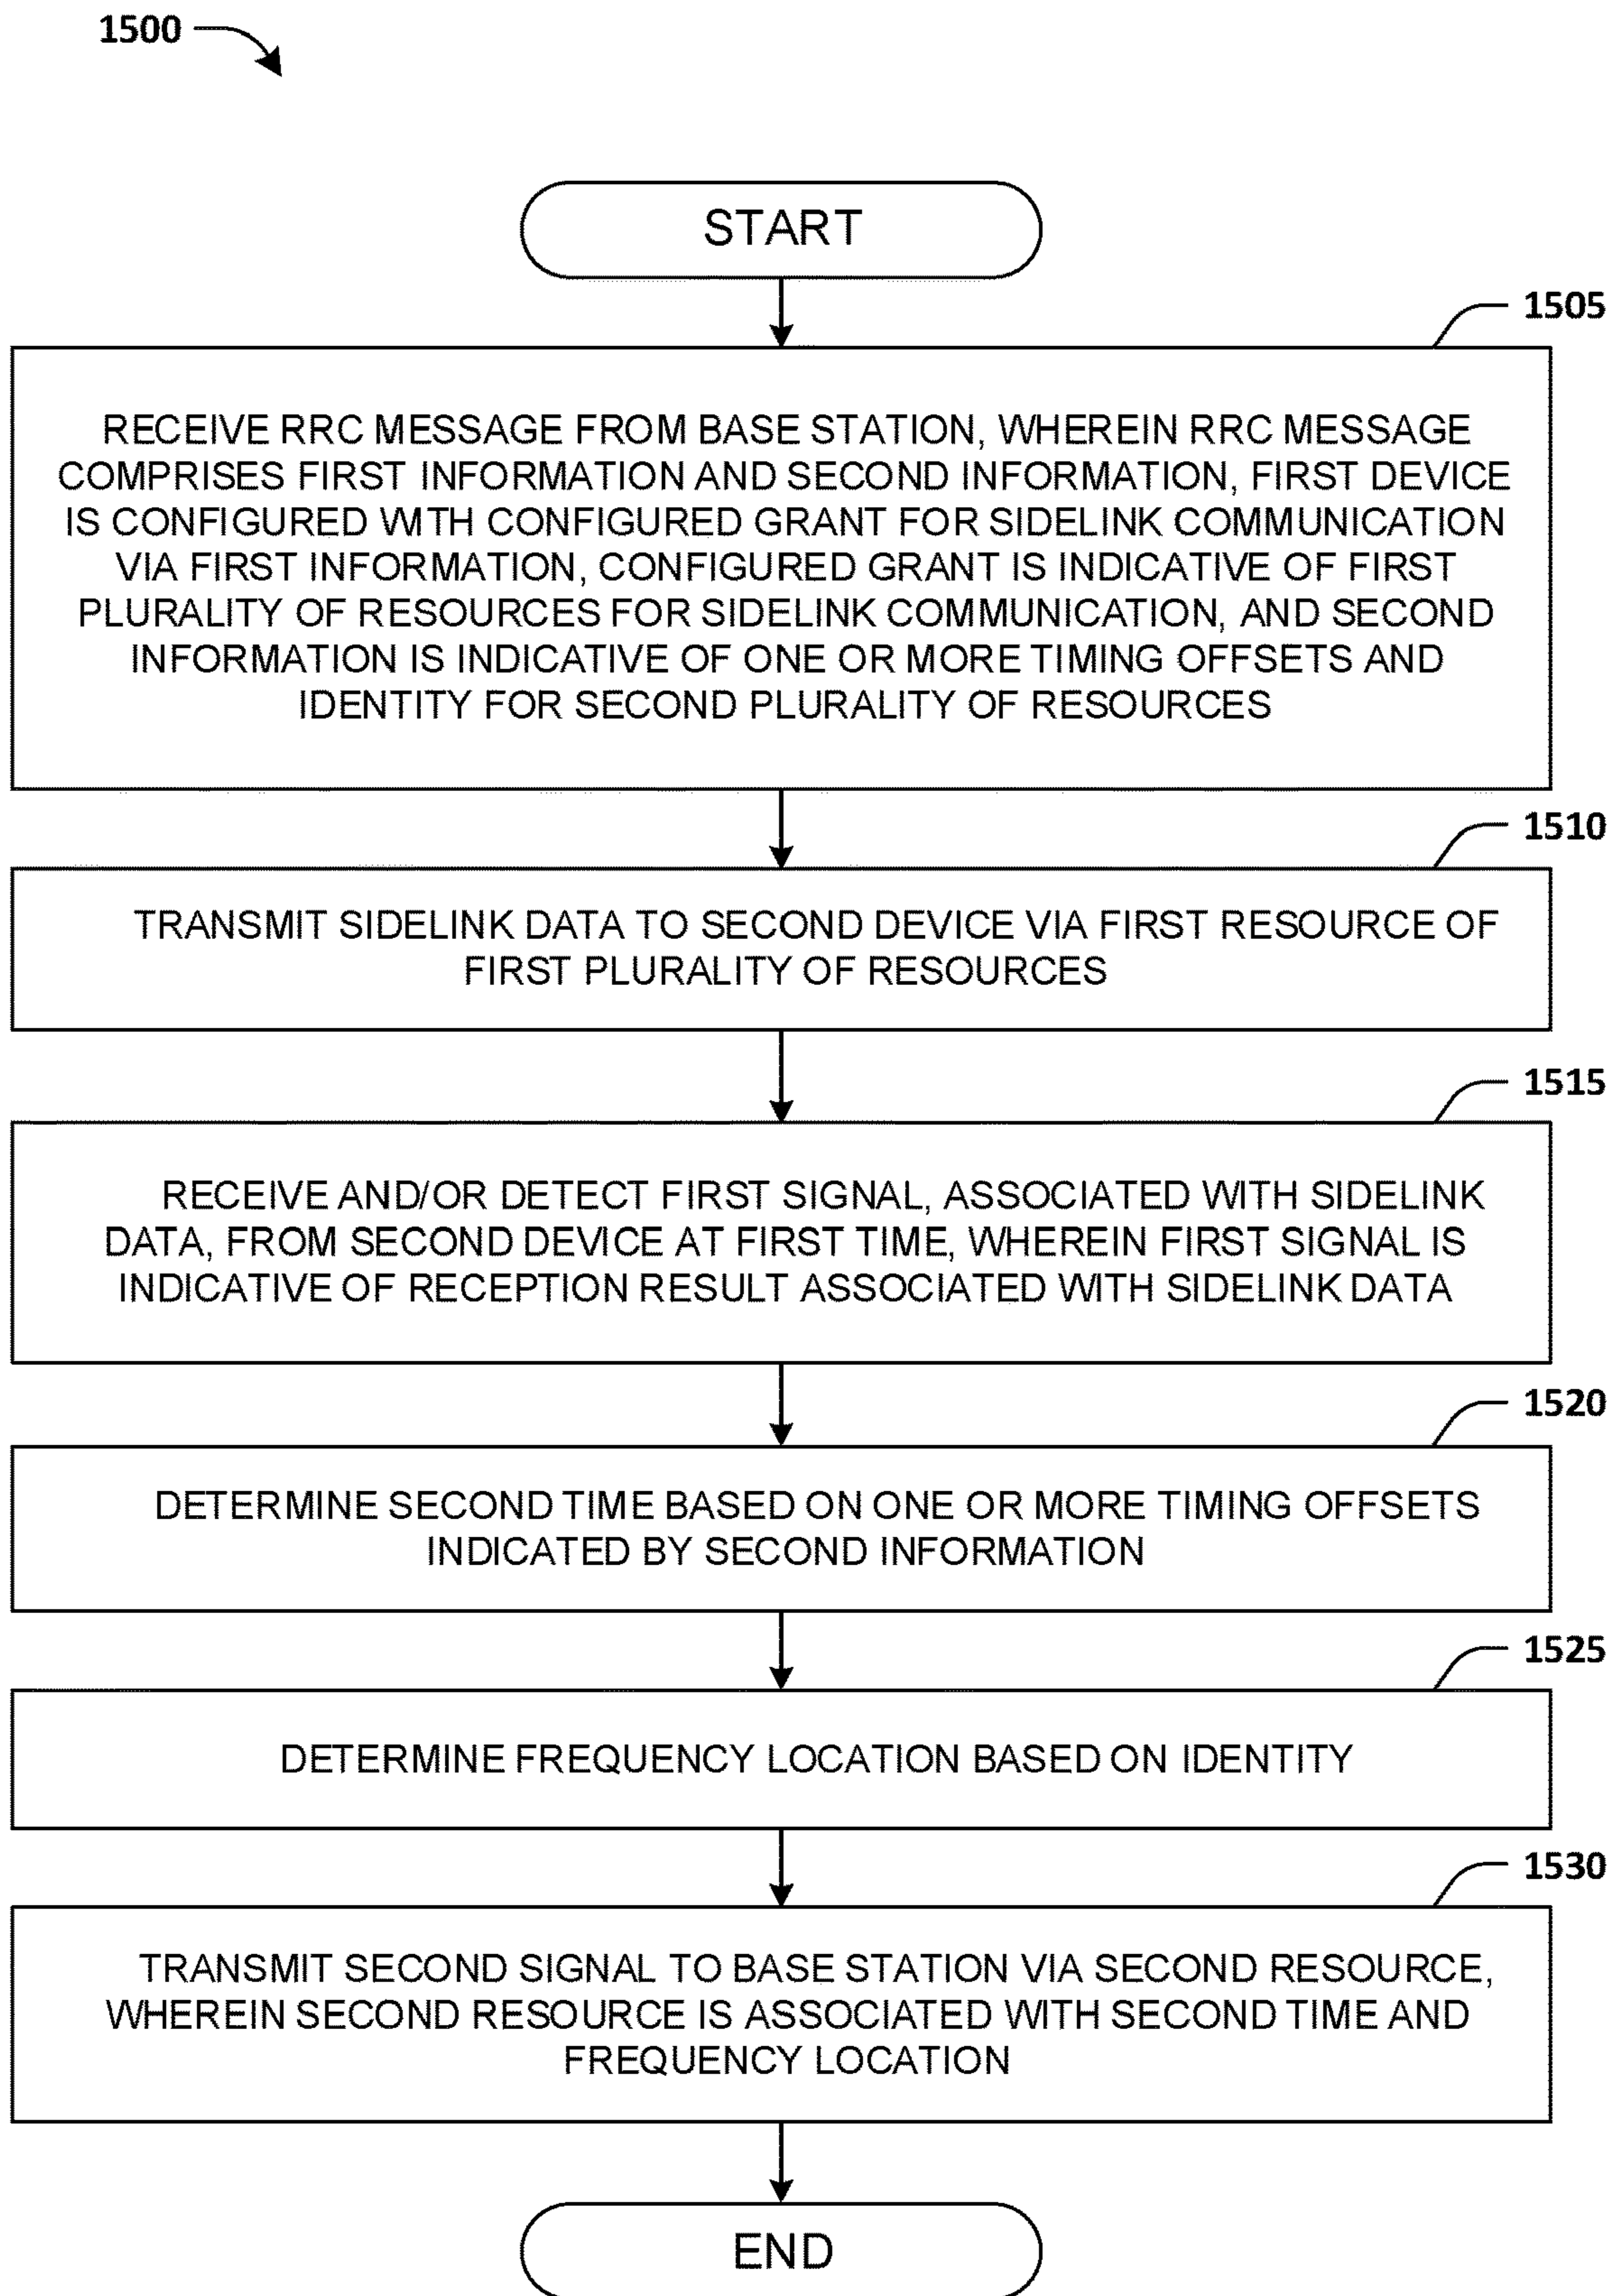 1500
START
1505
RECEIVE RRC MESSAGE FROM BASE STATION, WHEREIN RRC MESSAGE
COMPRISES FIRST INFORMATION AND SECOND INFORMATION, FIRST DEVICE
IS CONFIGURED WITH CONFIGURED GRANT FOR SIDELINK COMMUNICATION
VIA FIRST INFORMATION, CONFIGURED GRANT IS INDICATIVE OF FIRST
PLURALITY OF RESOURCES FOR SIDELINK COMMUNICATION, AND SECOND
INFORMATION IS INDICATIVE OF ONE OR MORE TIMING OFFSETS AND
IDENTITY FOR SECOND PLURALITY OF RESOURCES
1510
TRANSMIT SIDELINK DATA TO SECOND DEVICE VIA FIRST RESOURCE OF
FIRST PLURALITY OF RESOURCES
1515
RECEIVE AND/OR DETECT FIRST SIGNAL, ASSOCIATED WITH SIDELINK
DATA, FROM SECOND DEVICE AT FIRST TIME, WHEREIN FIRST SIGNAL IS
INDICATIVE OF RECEPTION RESULT ASSOCIATED WITH SIDELINK DATA
1520
DETERMINE SECOND TIME BASED ON ONE OR MORE TIMING OFFSETS
INDICATED BY SECOND INFORMATION
1525
DETERMINE FREQUENCY LOCATION BASED ON IDENTITY
1530
TRANSMIT SECOND SIGNAL TO BASE STATION VIA SECOND RESOURCE,
WHEREIN SECOND RESOURCE IS ASSOCIATED WITH SECOND TIME AND
FREQUENCY LOCATION
END